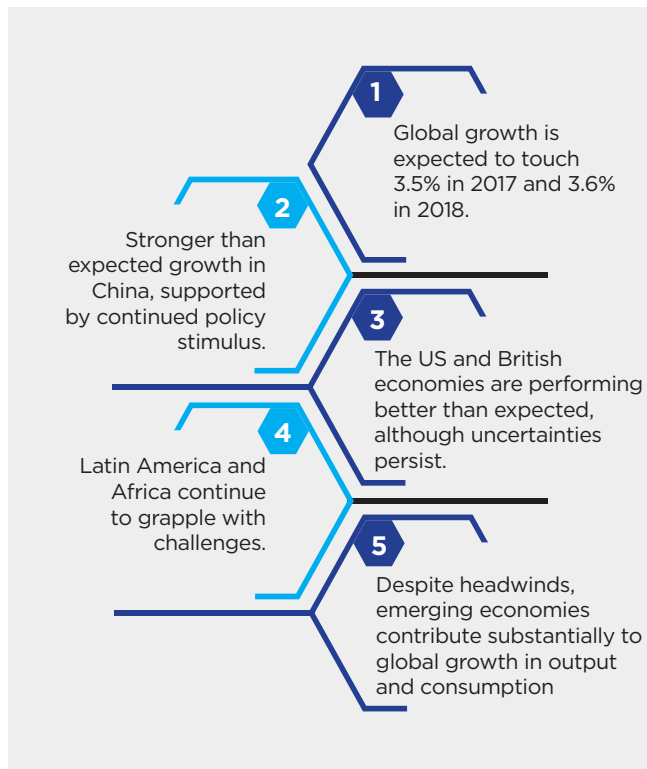 1
Global growth is
expected to touch
3.5% in 2017 and 3.6%
in 2018.
2
Stronger than
expected growth in
China, supported
by continued policy
stimulus.
3
The US and British
economies are performing
better than expected,
although uncertainties
persist.
4
Latin America and
Africa continue
to grapple with
challenges.
5
Despite headwinds,
emerging economies
contribute substantially to
global growth in output
and consumption